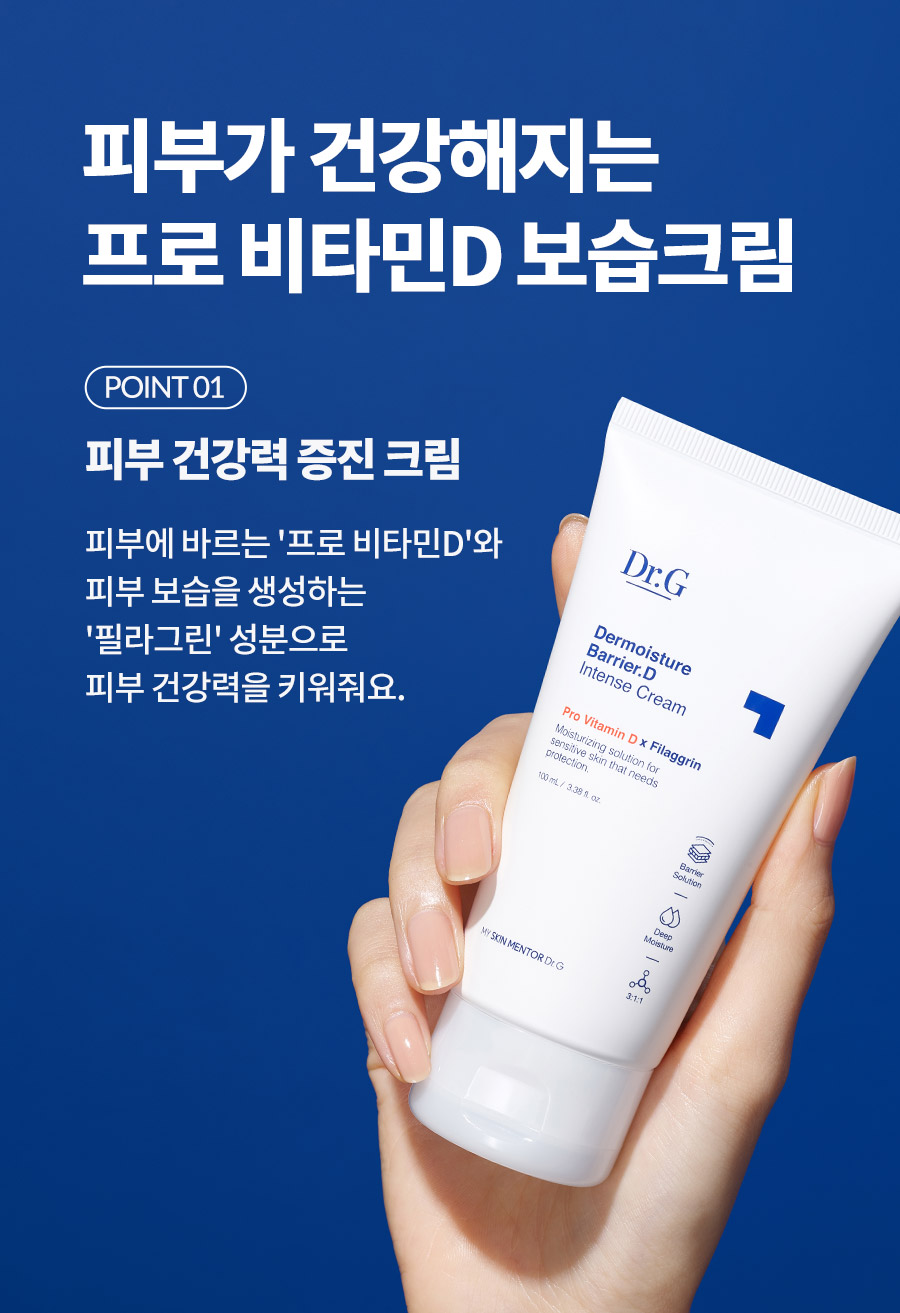 피부가 건강해지는
프로 비타민D 보습크림
POINT 01
피부 건강력 증진 크림
피부에 바르는 '프로 비타민D'와
피부 보습을 생성하는
'필라그린' 성분으로
피부 건강력을 키워줘요.
Dr.G
Dermoisture
Barrier.D
Intense Cream
Pro Vitamin D x Filaggrin
Moisturizing solution for
sensitive skin that needs
protection.
100 mL / 3.38 fl. oz.
Barrier
Solution
Deep
Moisture
3:1:1
MY SKIN MENTOR Dr.G